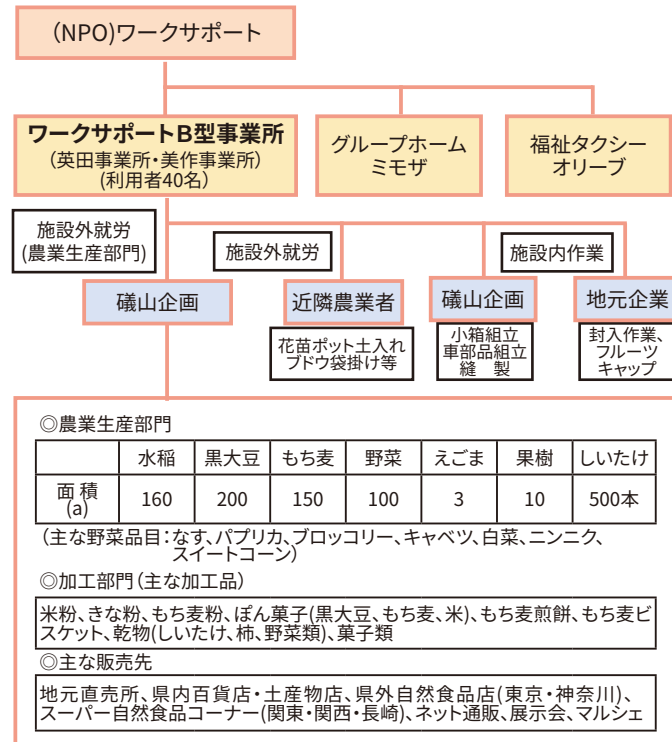 (NPO)ワークサポート
ワークサポートB型事業所
(英田事業所・美作事業所)
(利用者40名)
グループホーム
ミモザ
福祉タクシー
オリーブ
施設外就労
(農業生産部門)
施設外就労
施設内作業
礒山企画
近隣農業者
礒山企画
地元企業
花苗ポット土入れ
ブドウ袋掛け等
小箱組立
車部品組立
縫 製
封入作業、
フルーツ
キャップ
◎農業生産部門
水稲 黒大豆 もち麦 野菜 えごま 果樹 しいたけ
面 積
(a)
160 200 150 100 3 10 500本
(主な野菜品目:なす、パプリカ、ブロッコリー、キャベツ、白菜、ニンニク、
スイートコーン)
◎加工部門(主な加工品)
米粉、きな粉、もち麦粉、ぽん菓子(黒大豆、もち麦、米)、もち麦煎餅、もち麦ビ
スケット、乾物(しいたけ、柿、野菜類)、菓子類
◎主な販売先
地元直売所、県内百貨店・土産物店、県外自然食品店(東京・神奈川)、
スーパー自然食品コーナー(関東・関西・長崎)、ネット通販、展示会、マルシェ